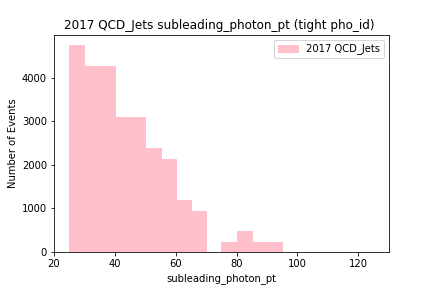 2017 QCD_Jets subleading_photon_pt (tight pho_id)
2017 QCD_Jets
Number of Events
4000
3000
2000
1000
0
20 40 60 80 100 120
subleading_photon_pt